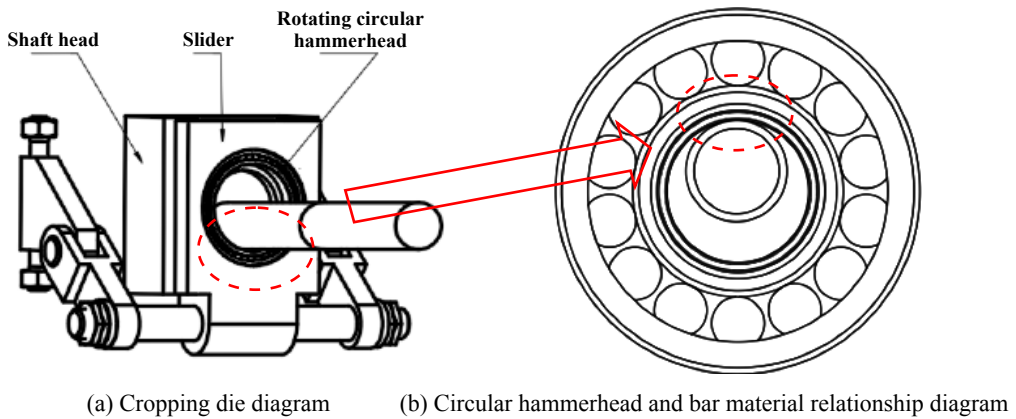 Shaft head
Slider
Rotating circular
hammerhead
(a) Cropping die diagram
(b) Circular hammerhead and bar material relationship diagram